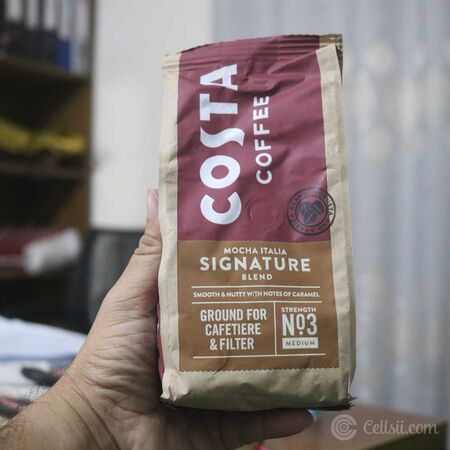 COSTA
COFFEE
MOCHA ITALIA
SIGNATURE
BLEND
SMOOTH & NUTTY WITH NOTES OF CARAMEL
GROUND FOR
CAFETIERE
& FILTER
STRENGTH
Nº3
MEDIUM
Cellsii.com